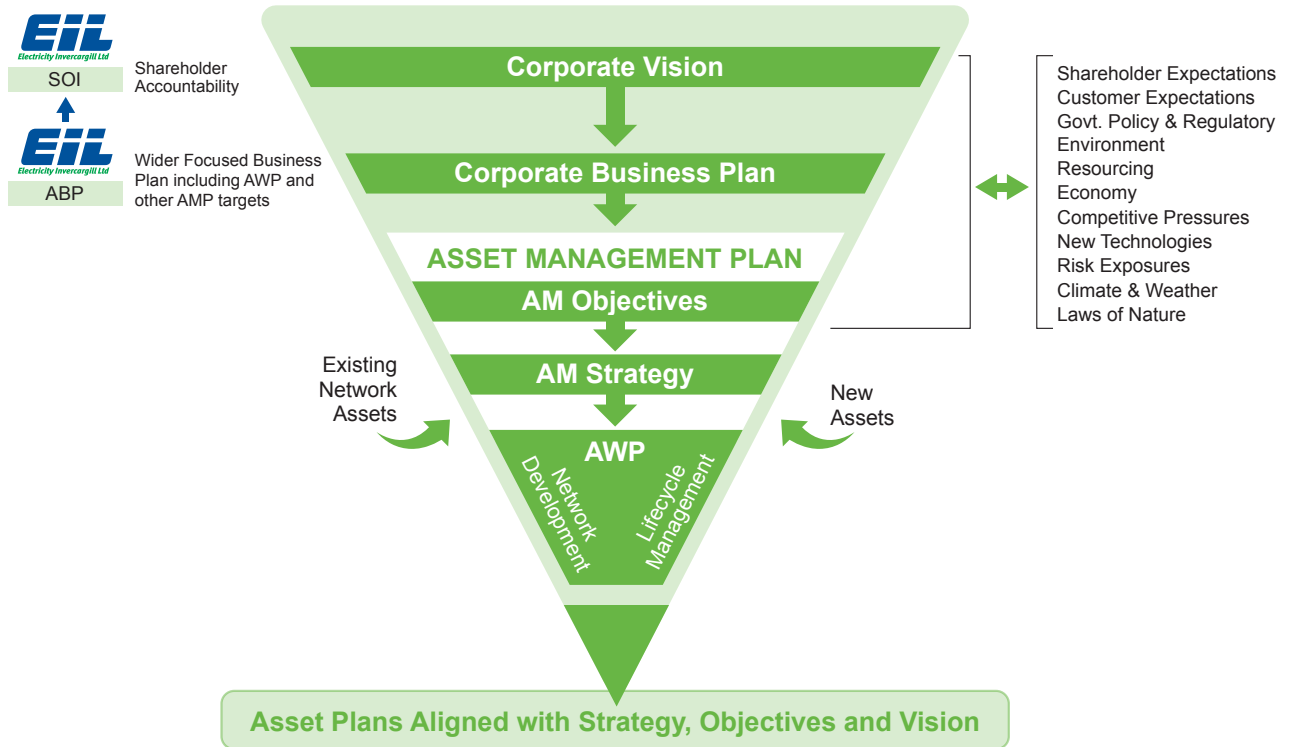 EIL
Electricity Invercargill Ltd
SOI
Shareholder
Accountability
EIL
Electricity Invercargill Ltd
ABP
Wider Focused Business
Plan including AWP and
other AMP targets
Corporate Vision
Corporate Business Plan
ASSET MANAGEMENT PLAN
AM Objectives
AM Strategy
AWP
Network
Development
Lifecycle
Management
Existing
Network
Assets
New
Assets
Shareholder Expectations
Customer Expectations
Govt. Policy & Regulatory
Environment
Resourcing
Economy
Competitive Pressures
New Technologies
Risk Exposures
Climate & Weather
Laws of Nature
Asset Plans Aligned with Strategy, Objectives and Vision